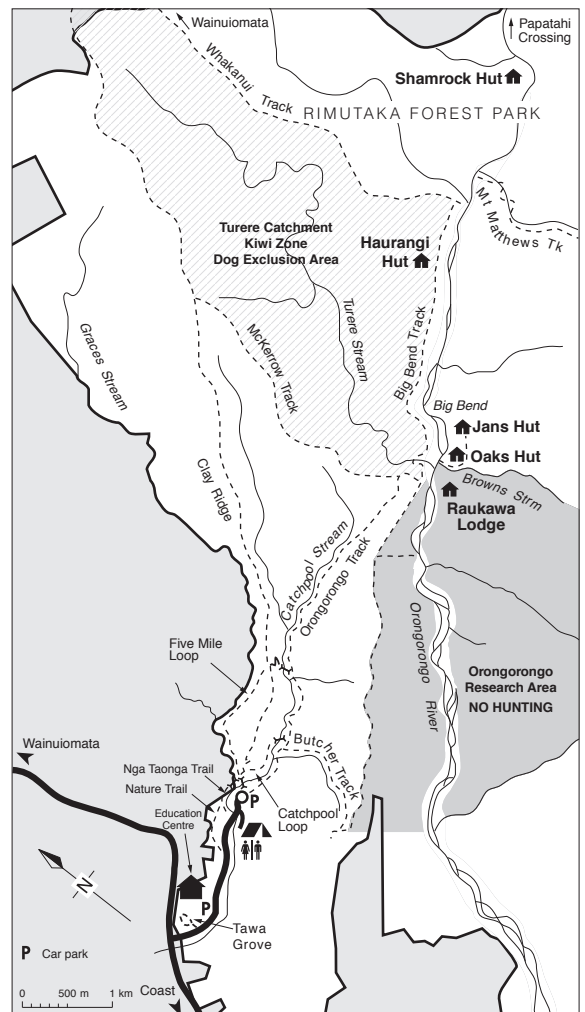 Wainuiomata
Papatahi
Crossing
Whakanui Track
Shamrock Hut
RIMUTAKA FOREST PARK
Mt Matthews Tk
Turere Catchment
Kiwi Zone
Dog Exclusion Area
Haurangi
Hut
Graces Stream
McKerrow Track
Turere Stream
Big Bend Track
Big Bend
Jans Hut
Oaks Hut
Browns Strm
Raukawa
Lodge
Clay Ridge
Catchpool Stream
Orongorongo Track
Orongorongo River
Five Mile
Loop
Orongorongo
Research Area
NO HUNTING
Wainuiomata
Butcher Track
Nga Taonga Trail
Nature Trail
P
Education
Centre
Catchpool
Loop
N
P
Tawa
Grove
P Car park
0 500 m 1 km
Coast